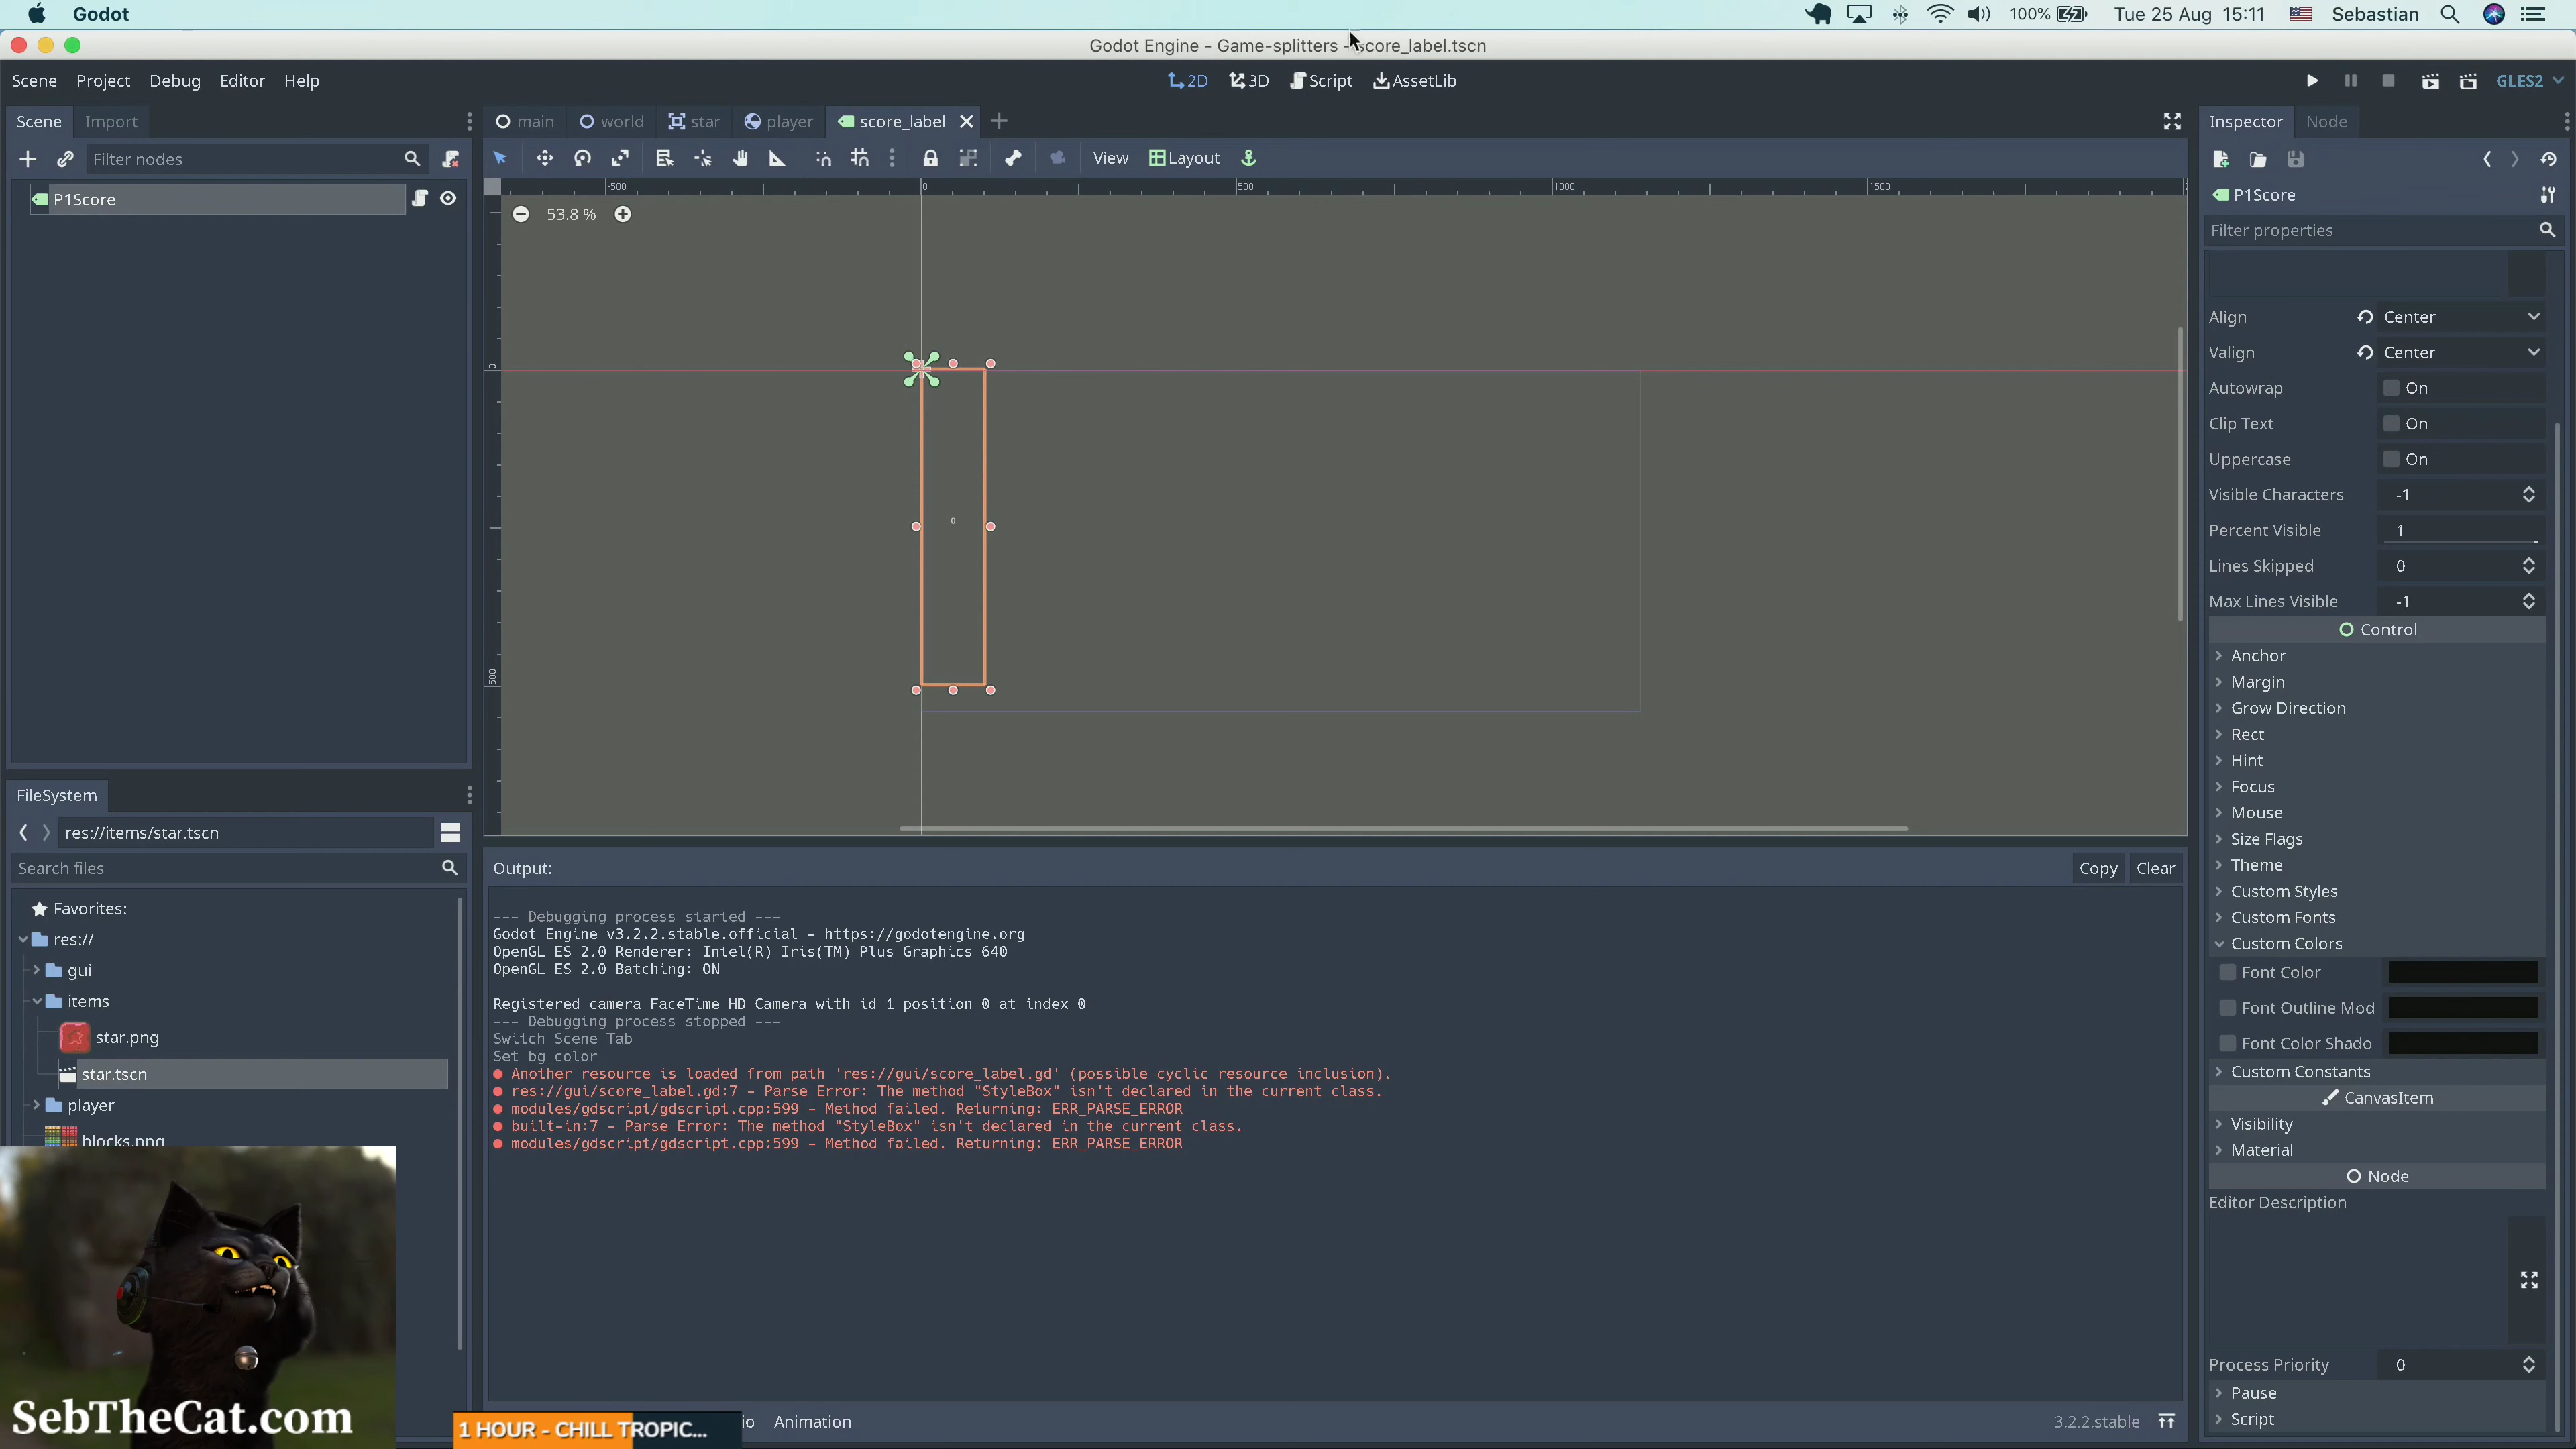 Godot
100%
Tue 25 Aug 15:11
Sebastian
Godot Engine - Game-splitters - score_label.tscn
Scene Project Debug Editor Help
2D 3D Script AssetLib
GLES2
Scene Import
main world star player score_label
Inspector Node
Filter nodes
View Layout
P1Score
-500 0 500 1000 1500
53.8 %
P1Score
Filter properties
0
500
0
Align Center
Valign Center
Autowrap On
Clip Text On
Uppercase On
Visible Characters -1
Percent Visible 1
Lines Skipped 0
Max Lines Visible -1
Control
Anchor
Margin
Grow Direction
Rect
Hint
Focus
Mouse
Size Flags
Theme
Custom Styles
Custom Fonts
Custom Colors
Font Color
Font Outline Mod
Font Color Shado
Custom Constants
CanvasItem
Visibility
Material
Node
Editor Description
Process Priority 0
Pause
Script
FileSystem
res://items/star.tscn
Search files
Favorites:
res://
gui
items
star.png
star.tscn
player
blocks.png
Output:
Copy Clear
--- Debugging process started ---
Godot Engine v3.2.2.stable.official - https://godotengine.org
OpenGL ES 2.0 Renderer: Intel(R) Iris(TM) Plus Graphics 640
OpenGL ES 2.0 Batching: ON
Registered camera FaceTime HD Camera with id 1 position 0 at index 0
--- Debugging process stopped ---
Switch Scene Tab
Set bg_color
Another resource is loaded from path 'res://gui/score_label.gd' (possible cyclic resource inclusion).
res://gui/score_label.gd:7 - Parse Error: The method "StyleBox" isn't declared in the current class.
modules/gdscript/gdscript.cpp:599 - Method failed. Returning: ERR_PARSE_ERROR
built-in:7 - Parse Error: The method "StyleBox" isn't declared in the current class.
modules/gdscript/gdscript.cpp:599 - Method failed. Returning: ERR_PARSE_ERROR
SebTheCat.com
1 HOUR - CHILL TROPIC...
io Animation
3.2.2.stable